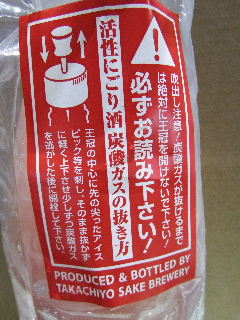 吹出し注意!炭酸ガスが抜けるまで
は絶対に王冠を開けないで下さい。
必ずお読み下さい!
活性にごり酒 炭酸ガスの抜き方
王冠の中心に先の尖ったアイス
ピック等を刺し、そのまま抜かず
に軽く上下させ少しずつ炭酸ガス
を逃がした後に開栓して下さい。
PRODUCED & BOTTLED BY
TAKACHIYO SAKE BREWERY